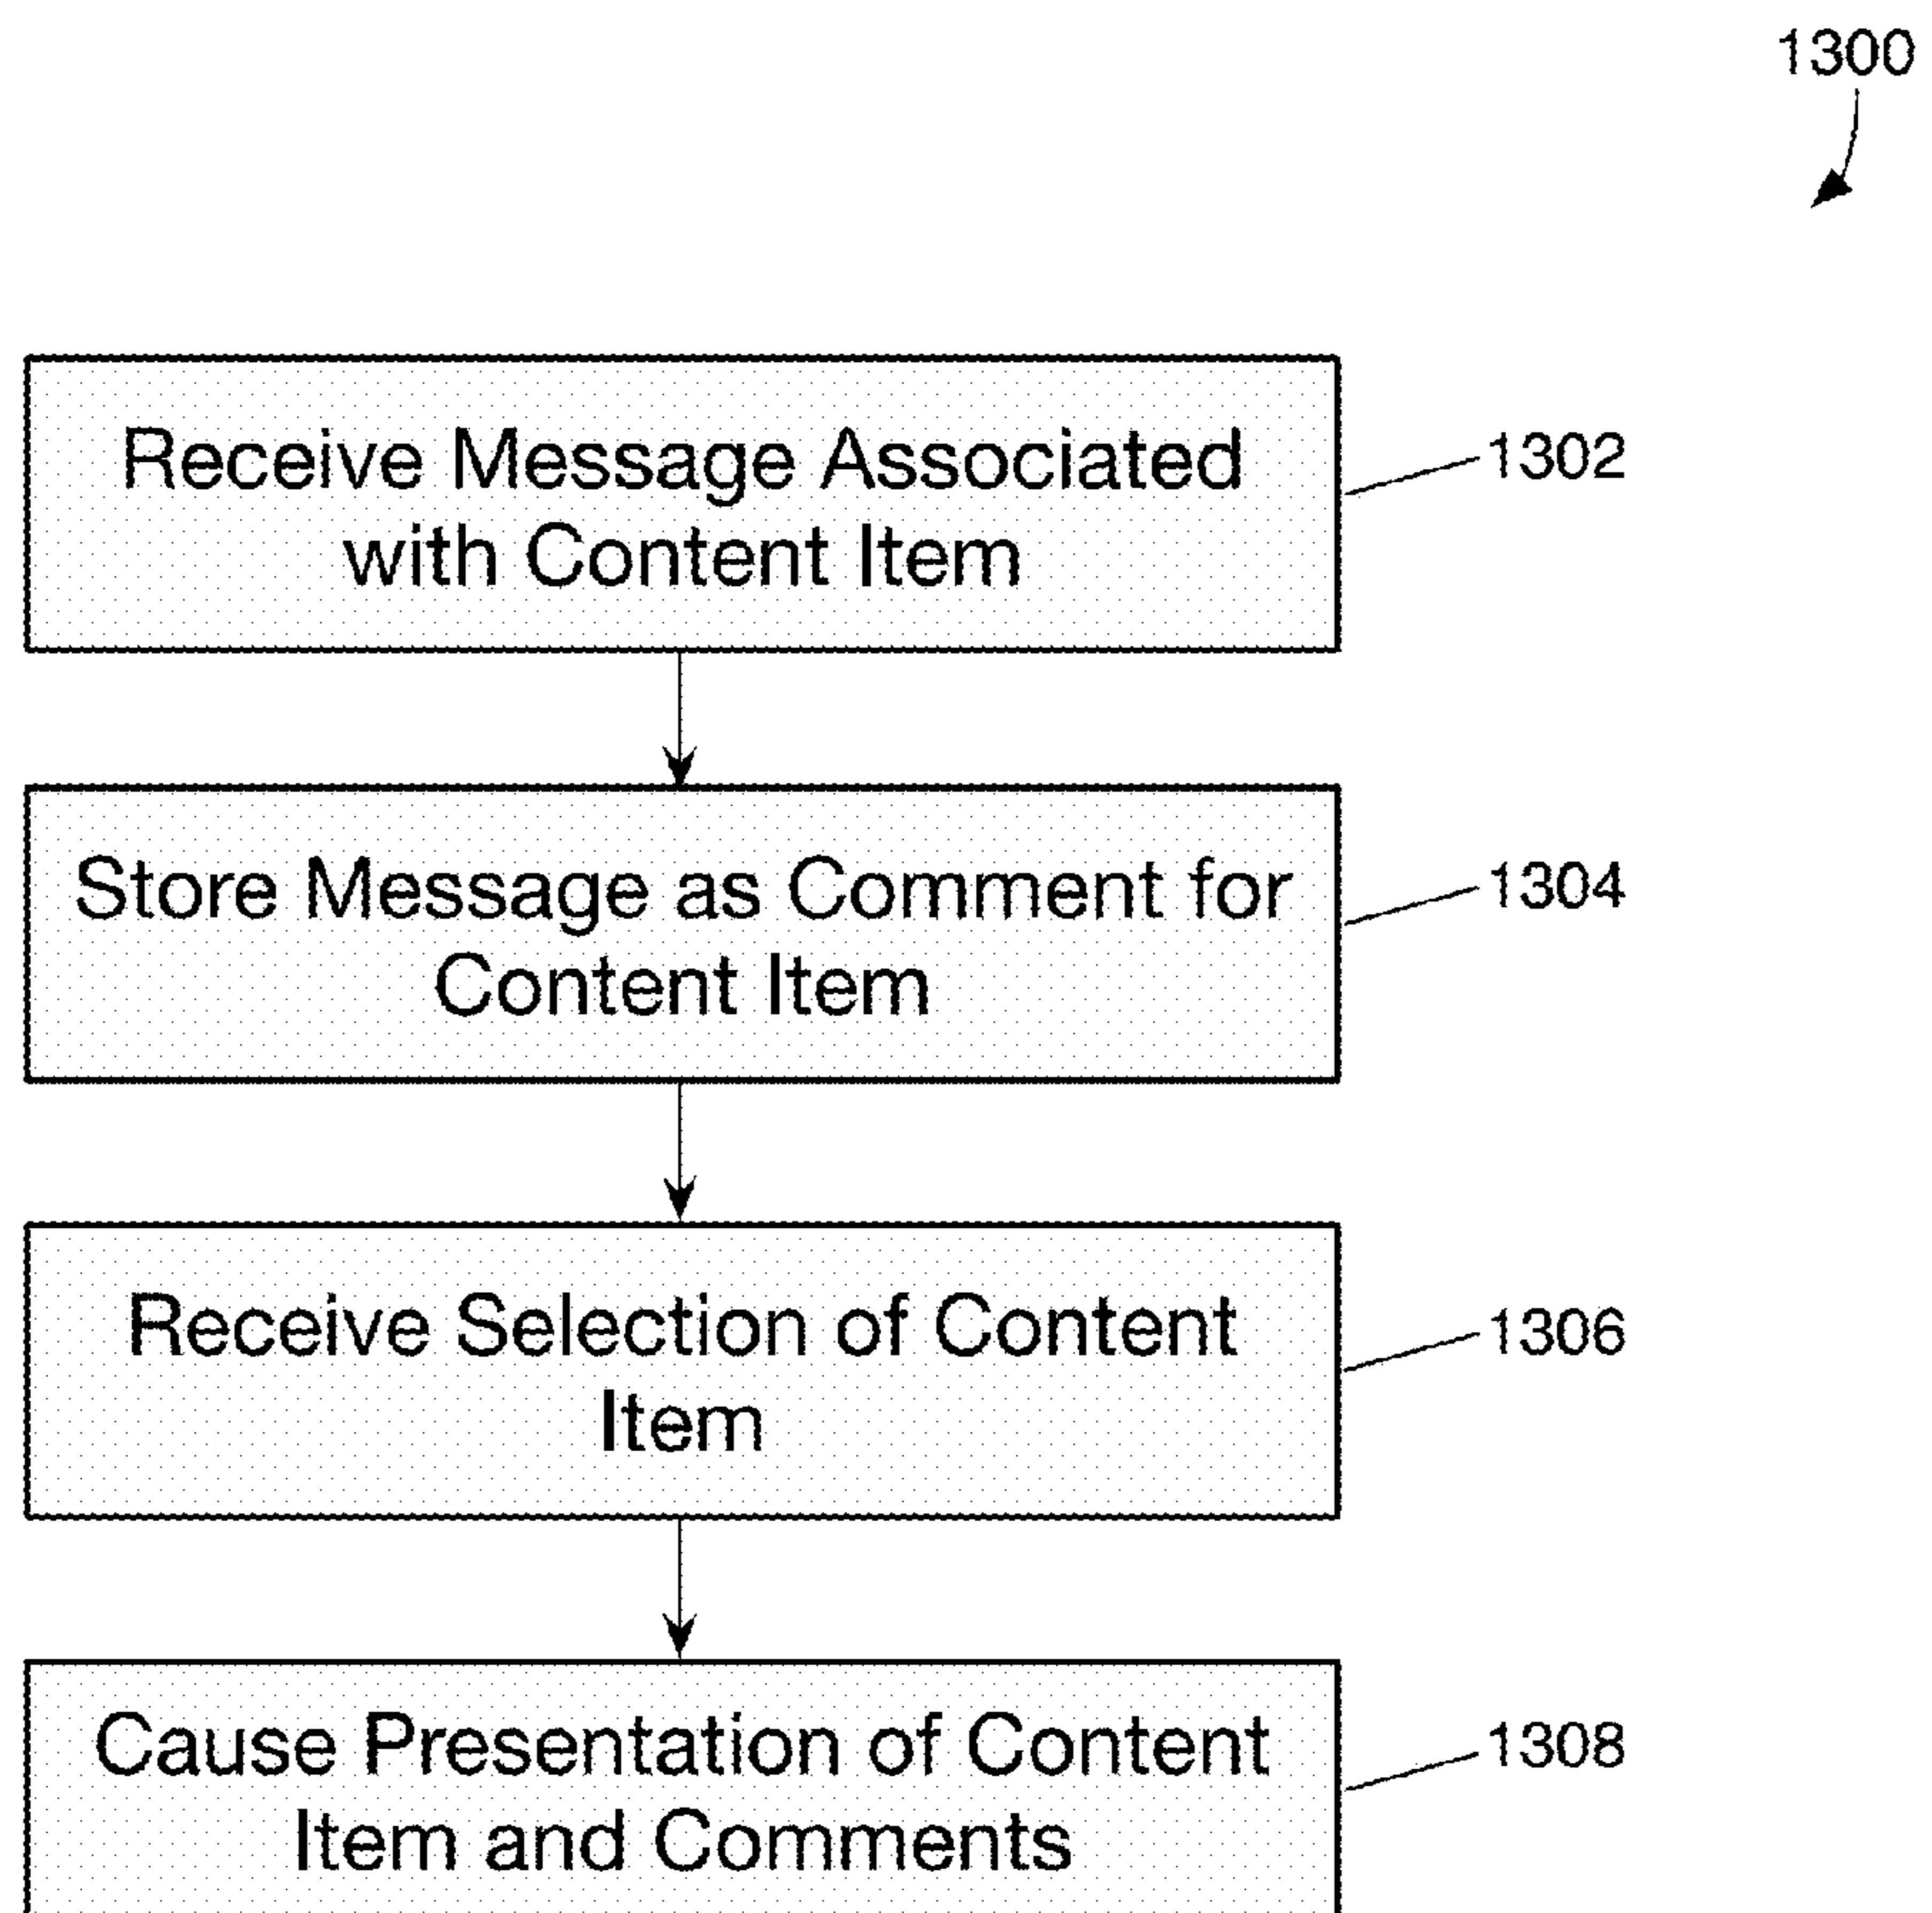 1300
Receive Message Associated
with Content Item
1302
Store Message as Comment for
Content Item
1304
Receive Selection of Content
Item
1306
Cause Presentation of Content
Item and Comments
1308